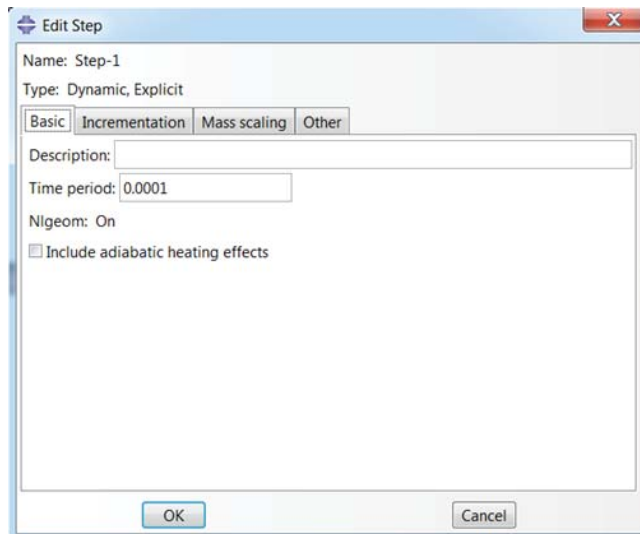 Edit Step
X
Name: Step-1
Type: Dynamic, Explicit
Basic Incrementation Mass scaling Other
Description:
Time period: 0.0001
Nlgeom: On
Include adiabatic heating effects
OK Cancel